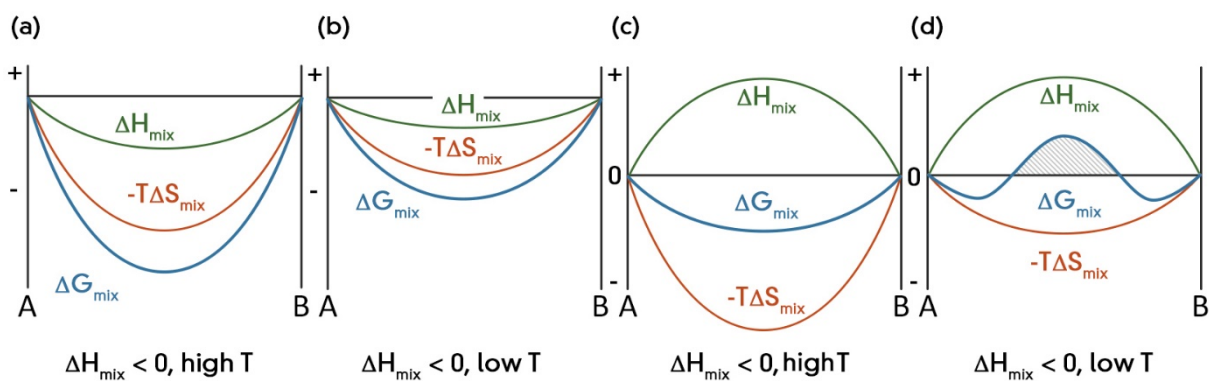 (a)
+
ΔHmix
-
-TΔSmix
ΔGmix
A
B
ΔHmix < 0, high T
(b)
+
ΔHmix
-TΔSmix
-
ΔGmix
A
B
ΔHmix < 0, low T
(c)
+
ΔHmix
0
ΔGmix
-
-TΔSmix
A
B
ΔHmix < 0, high T
(d)
+
ΔHmix
0
ΔGmix
-TΔSmix
-
A
B
ΔHmix < 0, low T